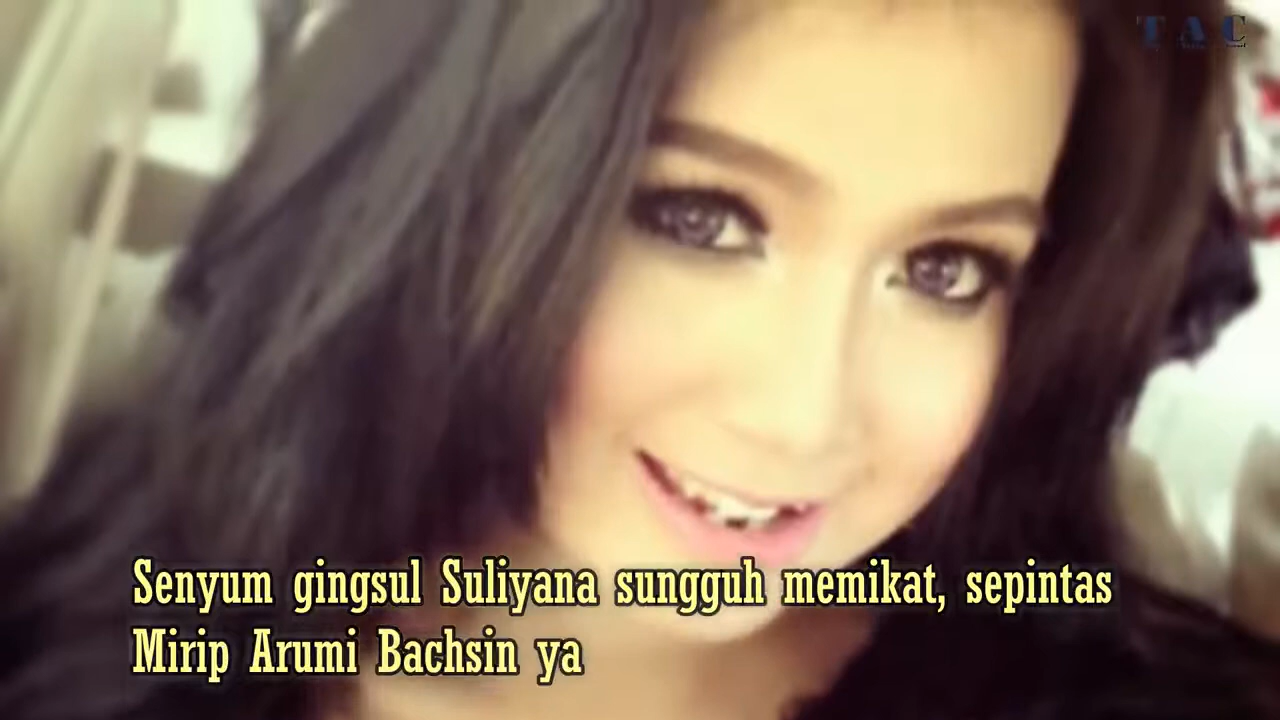 T A C
Senyum gingsul Suliyana sungguh memikat, sepintas
Mirip Arumi Bachsin ya